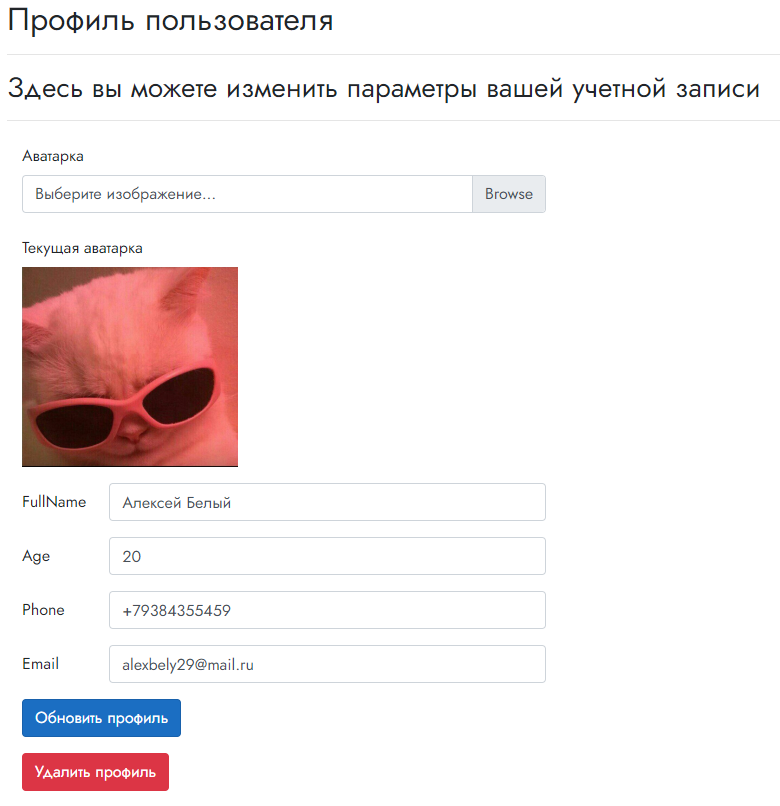 Профиль пользователя
Здесь вы можете изменить параметры вашей учетной записи
Аватарка
Выберите изображение... Browse
Текущая аватарка
FullName Алексей Белый
Age 20
Phone +79384355459
Email alexbely29@mail.ru
Обновить профиль
Удалить профиль